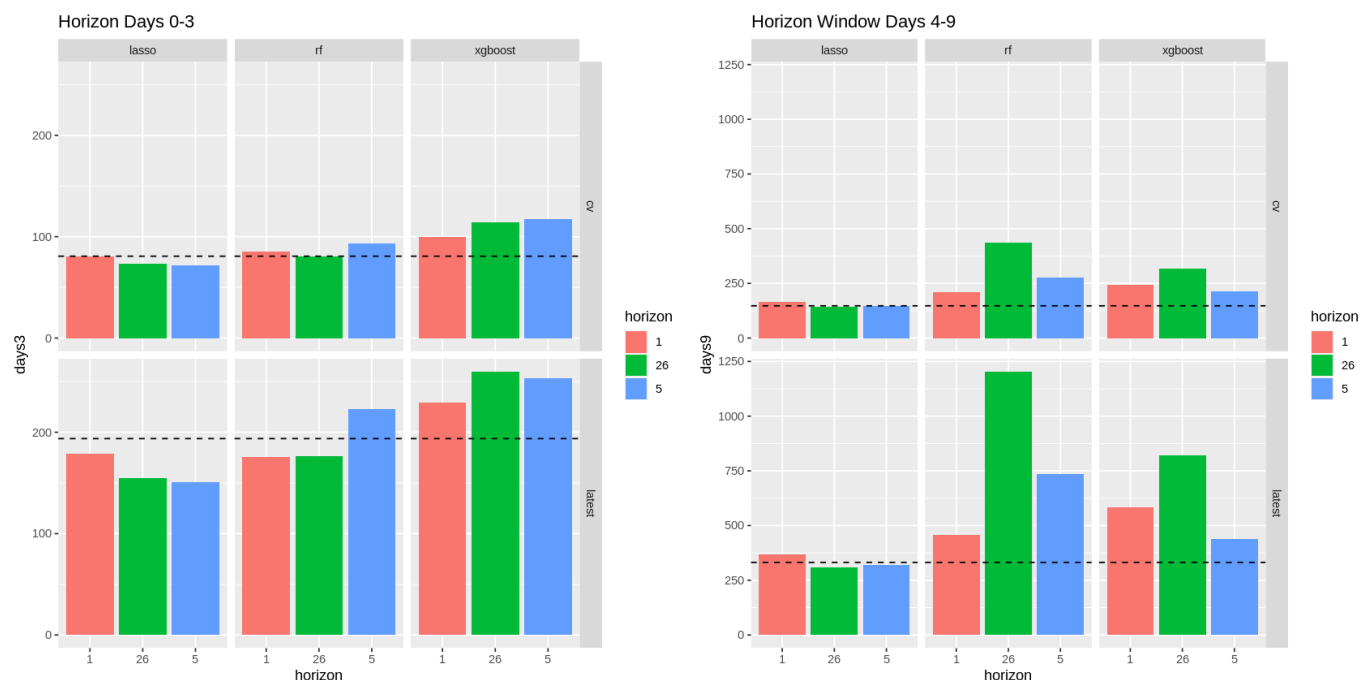 Horizon Days 0-3
lasso rf xgboost
200
100
0
cv
200
100
0
latest
days3
1 26 5 1 26 5 1 26 5
horizon
horizon
1
26
5
Horizon Window Days 4-9
lasso rf xgboost
1250
1000
750
500
250
0
cv
1250
1000
750
500
250
0
latest
days9
1 26 5 1 26 5 1 26 5
horizon
horizon
1
26
5